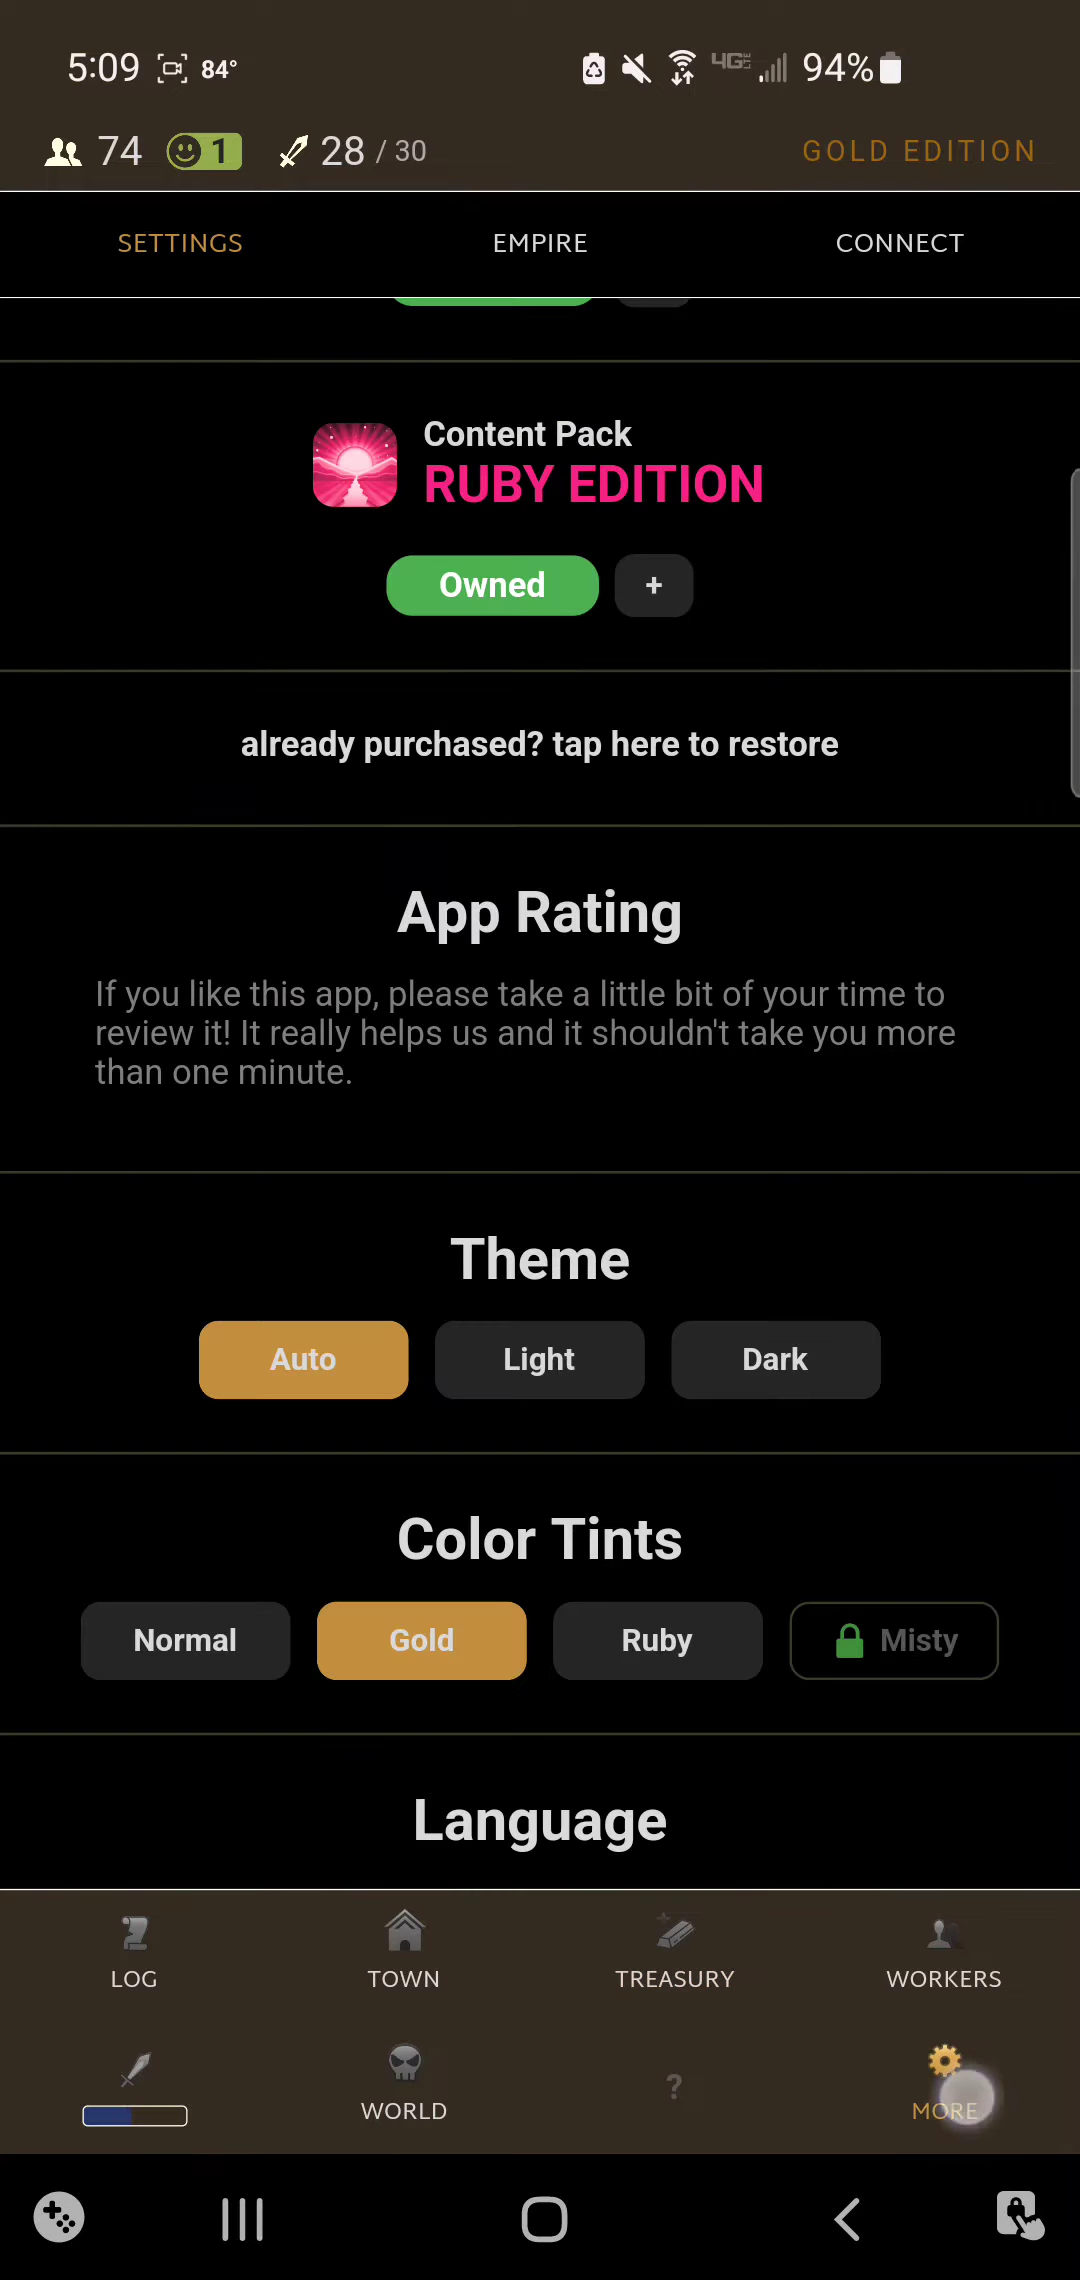 5:09 84° 4G LTE 94%
74 1 28 / 30 GOLD EDITION
SETTINGS EMPIRE CONNECT
Content Pack
RUBY EDITION
Owned +
already purchased? tap here to restore
App Rating
If you like this app, please take a little bit of your time to
review it! It really helps us and it shouldn't take you more
than one minute.
Theme
Auto Light Dark
Color Tints
Normal Gold Ruby Misty
Language
LOG TOWN TREASURY WORKERS
WORLD ? MORE